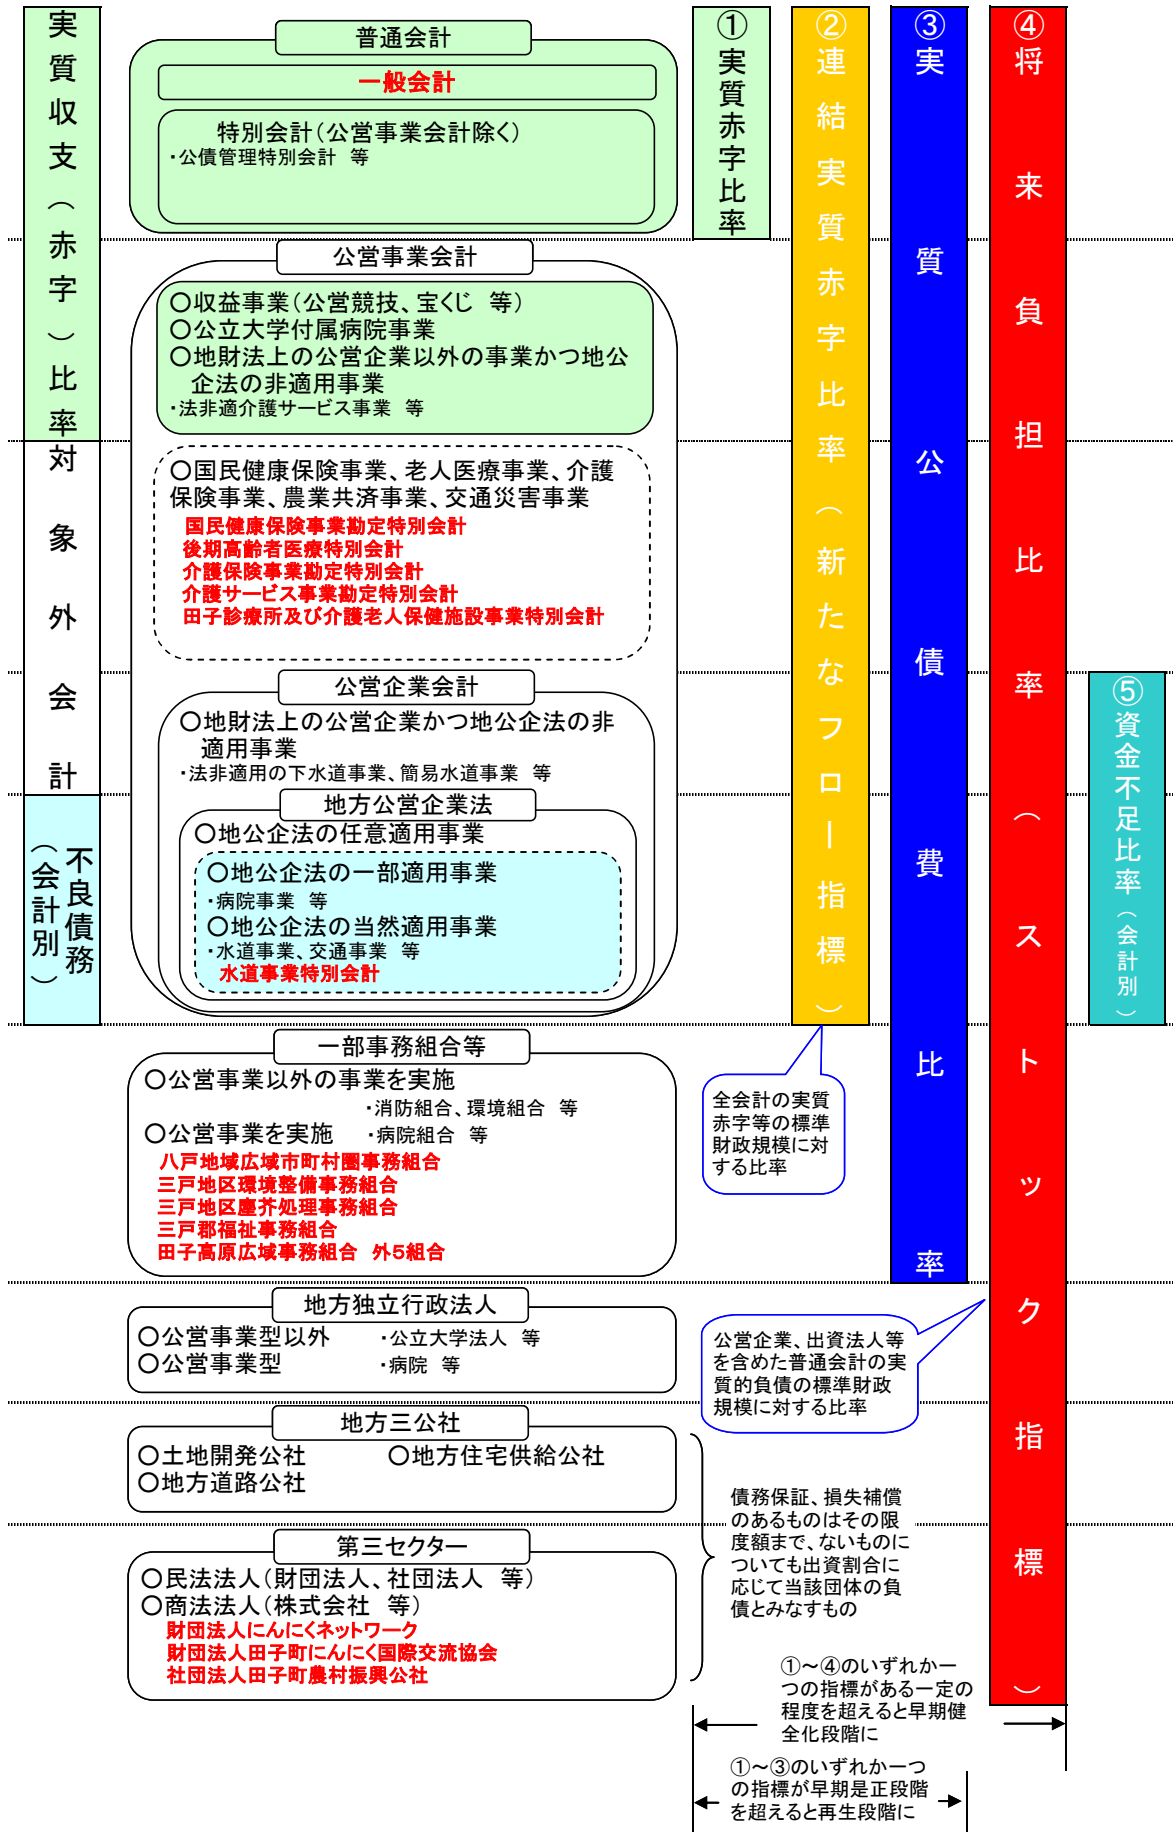 実質収支（赤字）比率
対象外会計
不良債務
（会計別）
普通会計
一般会計
特別会計（公営事業会計除く）
・公債管理特別会計　等
公営事業会計
〇収益事業（公営競技、宝くじ　等）
〇公立大学付属病院事業
〇地財法上の公営企業以外の事業かつ地公
企法の非適用事業
・法非適介護サービス事業　等
〇国民健康保険事業、老人医療事業、介護
保険事業、農業共済事業、交通災害事業
国民健康保険事業勘定特別会計
後期高齢者医療特別会計
介護保険事業勘定特別会計
介護サービス事業勘定特別会計
田子診療所及び介護老人保健施設事業特別会計
公営企業会計
〇地財法上の公営企業かつ地公企法の非
適用事業
・法非適用の下水道事業、簡易水道事業　等
地方公営企業法
〇地公企法の任意適用事業
〇地公企法の一部適用事業
・病院事業　等
〇地公企法の当然適用事業
・水道事業、交通事業　等
水道事業特別会計
一部事務組合等
〇公営事業以外の事業を実施
・消防組合、環境組合　等
〇公営事業を実施　・病院組合　等
八戸地域広域市町村圏事務組合
三戸地区環境整備事務組合
三戸地区塵芥処理事務組合
三戸郡福祉事務組合
田子高原広域事務組合　外５組合
地方独立行政法人
〇公営事業型以外　・公立大学法人　等
〇公営事業型　・病院　等
地方三公社
〇土地開発公社　〇地方住宅供給公社
〇地方道路公社
第三セクター
〇民法法人（財団法人、社団法人　等）
〇商法法人（株式会社　等）
財団法人にんにくネットワーク
財団法人田子町にんにく国際交流協会
社団法人田子町農村振興公社
①実質赤字比率
②連結実質赤字比率（新たなフロー指標）
③実質公債費比率
④将来負担比率（ストック指標）
⑤資金不足比率（会計別）
全会計の実質
赤字等の標準
財政規模に対
する比率
公営企業、出資法人等
を含めた普通会計の実
質的負債の標準財政
規模に対する比率
債務保証、損失補償
のあるものはその限
度額まで、ないものに
ついても出資割合に
応じて当該団体の負
債とみなすもの
①～④のいずれか一
つの指標がある一定の
程度を超えると早期健
全化段階に
①～③のいずれか一つ
の指標が早期是正段階
を超えると再生段階に